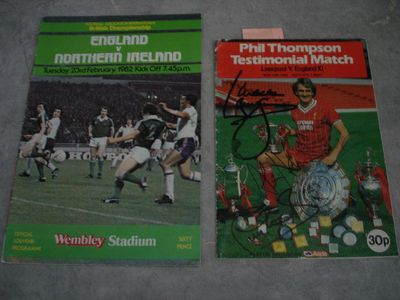 British Championship
ENGLAND
v
NORTHERN IRELAND
Tuesday 23rd February 1982 Kick Off 7.45 p.m.
OFFICIAL
SOUVENIR
PROGRAMME
Wembley Stadium
SIXTY
PENCE
Phil Thompson
Testimonial Match
Liverpool v England XI
30p